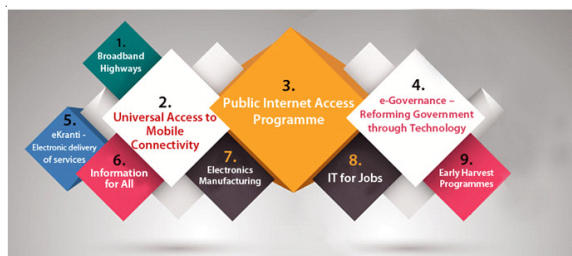 1.
Broadband
Highways
2.
Universal Access to
Mobile
Connectivity
3.
Public Internet Access
Programme
4.
e-Governance –
Reforming Government
through Technology
5.
eKranti -
Electronic delivery
of services
6.
Information
for All
7.
Electronics
Manufacturing
8.
IT for Jobs
9.
Early Harvest
Programmes